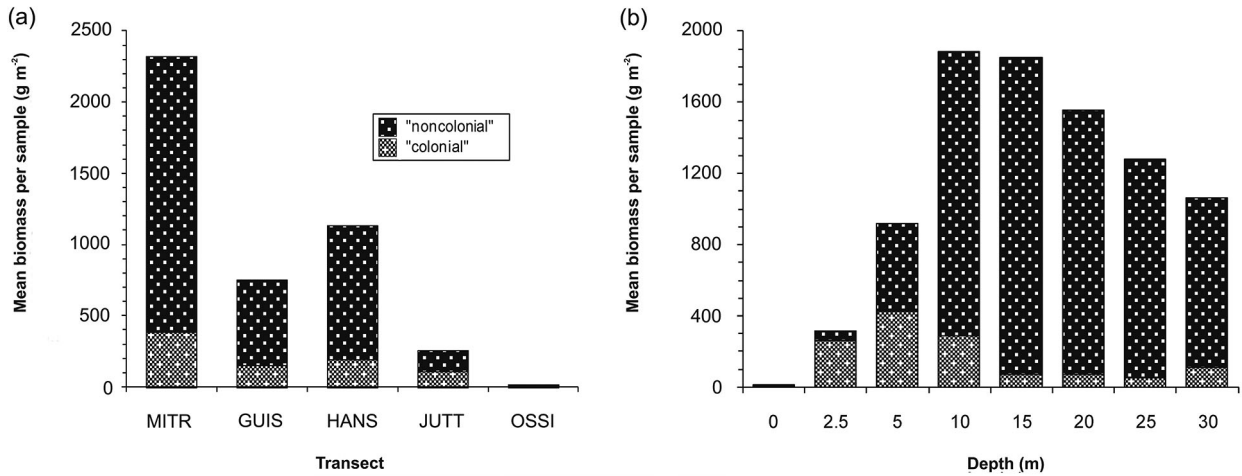 (a)
Mean biomass per sample (g m-2)
2500
2000
1500
1000
500
0
"noncolonial"
"colonial"
MITR GUIS HANS JUTT OSSI
Transect
(b)
Mean biomass per sample (g m-2)
2000
1600
1200
800
400
0
0 2.5 5 10 15 20 25 30
Depth (m)